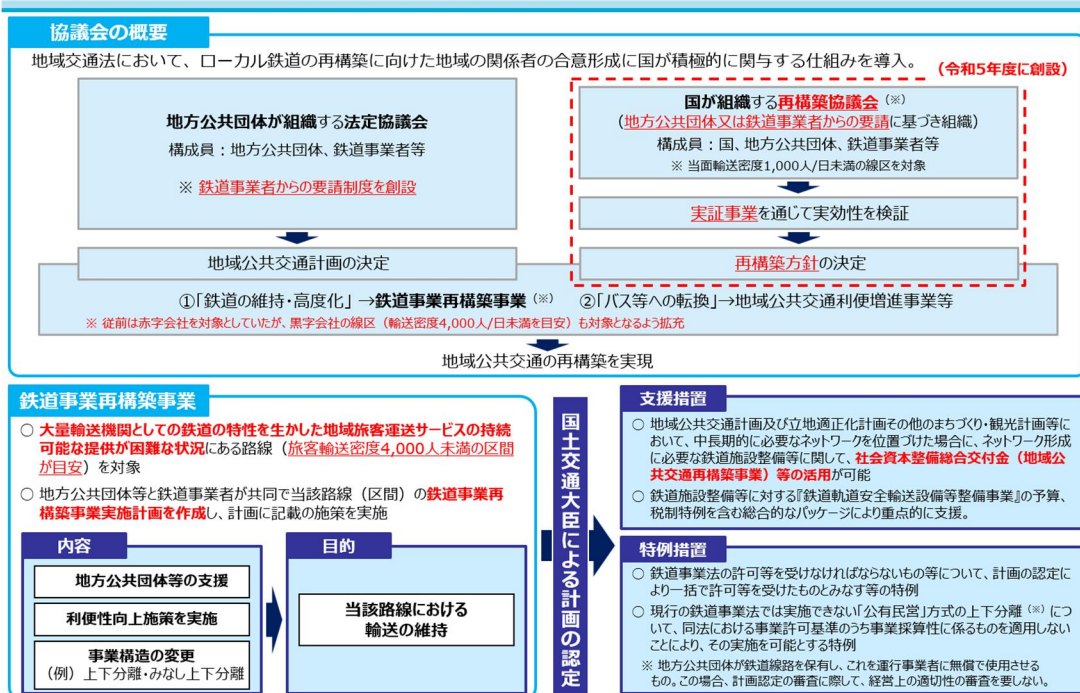 協議会の概要
地域交通法において、ローカル鉄道の再構築に向けた地域の関係者の合意形成に国が積極的に関与する仕組みを導入。
(令和5年度に創設)
地方公共団体が組織する法定協議会
構成員：地方公共団体、鉄道事業者等
※ 鉄道事業者からの要請制度を創設
国が組織する再構築協議会（※）
（地方公共団体又は鉄道事業者からの要請に基づき組織）
構成員：国、地方公共団体、鉄道事業者等
※ 当面輸送密度1,000人/日未満の線区を対象
実証事業を通じて実効性を検証
地域公共交通計画の決定
再構築方針の決定
①「鉄道の維持・高度化」→鉄道事業再構築事業（※） ②「バス等への転換」→地域公共交通利便増進事業等
※ 従前は赤字会社を対象としていたが、黒字会社の線区（輸送密度4,000人/日未満を目安）も対象となるよう拡充
地域公共交通の再構築を実現
鉄道事業再構築事業
○ 大量輸送機関としての鉄道の特性を生かした地域旅客運送サービスの持続
可能な提供が困難な状況にある路線（旅客輸送密度4,000人未満の区間
が目安）を対象
○ 地方公共団体等と鉄道事業者が共同で当該路線（区間）の鉄道事業再
構築事業実施計画を作成し、計画に記載の施策を実施
内容
地方公共団体等の支援
利便性向上施策を実施
事業構造の変更
（例）上下分離・みなし上下分離
目的
当該路線における
輸送の維持
国土交通大臣による計画の認定
支援措置
○ 地域公共交通計画及び立地適正化計画その他のまちづくり・観光計画等に
おいて、中長期的に必要なネットワークを位置づけた場合に、ネットワーク形成
に必要な鉄道施設整備等に関して、社会資本整備総合交付金（地域公
共交通再構築事業）等の活用が可能
○ 鉄道施設整備等に対する『鉄道軌道安全輸送設備等整備事業』の予算、
税制特例を含む総合的なパッケージにより重点的に支援。
特例措置
○ 鉄道事業法の許可等を受けなければならないもの等について、計画の認定に
より一括で許可等を受けたものとみなす等の特例
○ 現行の鉄道事業法では実施できない「公有民営」方式の上下分離（※）につ
いて、同法における事業許可基準のうち事業採算性に係るものを適用しない
ことにより、その実施を可能とする特例
※ 地方公共団体が鉄道線路を保有し、これを運行事業者に無償で使用させる
もの。この場合、計画認定の審査に際して、経営上の適切性の審査を要しない。